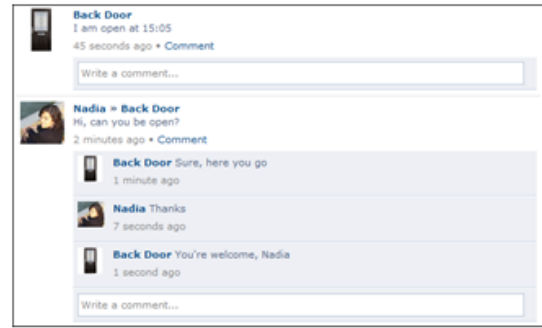 Back Door
I am open at 15:05
45 seconds ago • Comment
Write a comment...
Nadia » Back Door
Hi, can you be open?
2 minutes ago • Comment
Back Door Sure, here you go
1 minute ago
Nadia Thanks
7 seconds ago
Back Door You're welcome, Nadia
1 second ago
Write a comment...